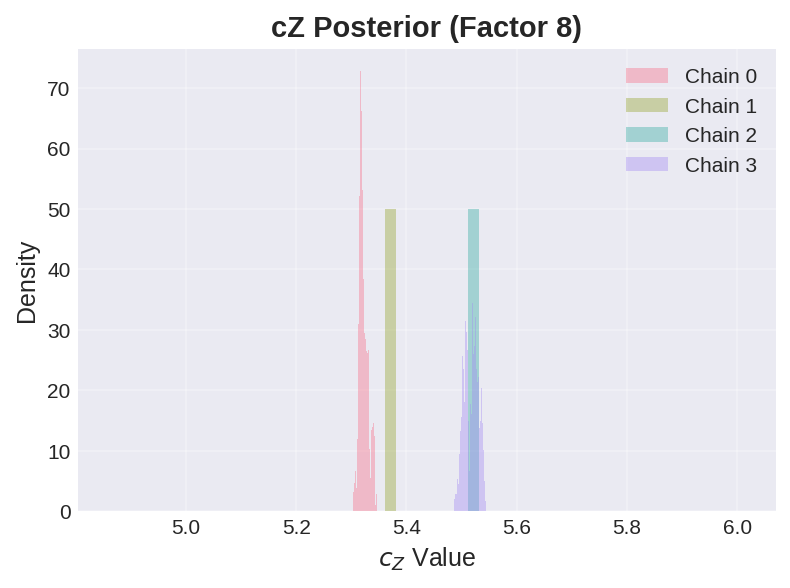 cZ Posterior (Factor 8)
Chain 0
Chain 1
Chain 2
Chain 3
Density
70
60
50
40
30
20
10
0
5.0 5.2 5.4 5.6 5.8 6.0
cZ Value